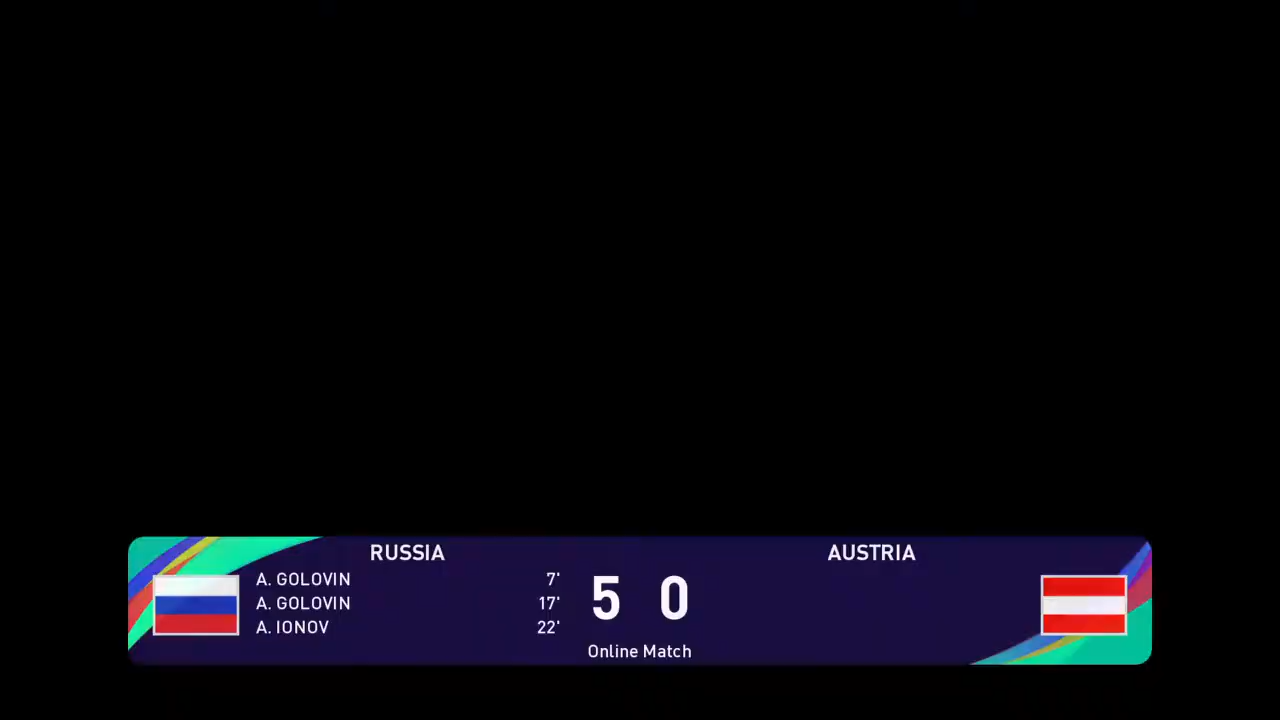 RUSSIA
AUSTRIA
A. GOLOVIN 7'
A. GOLOVIN 17'
A. IONOV 22'
5 0
Online Match